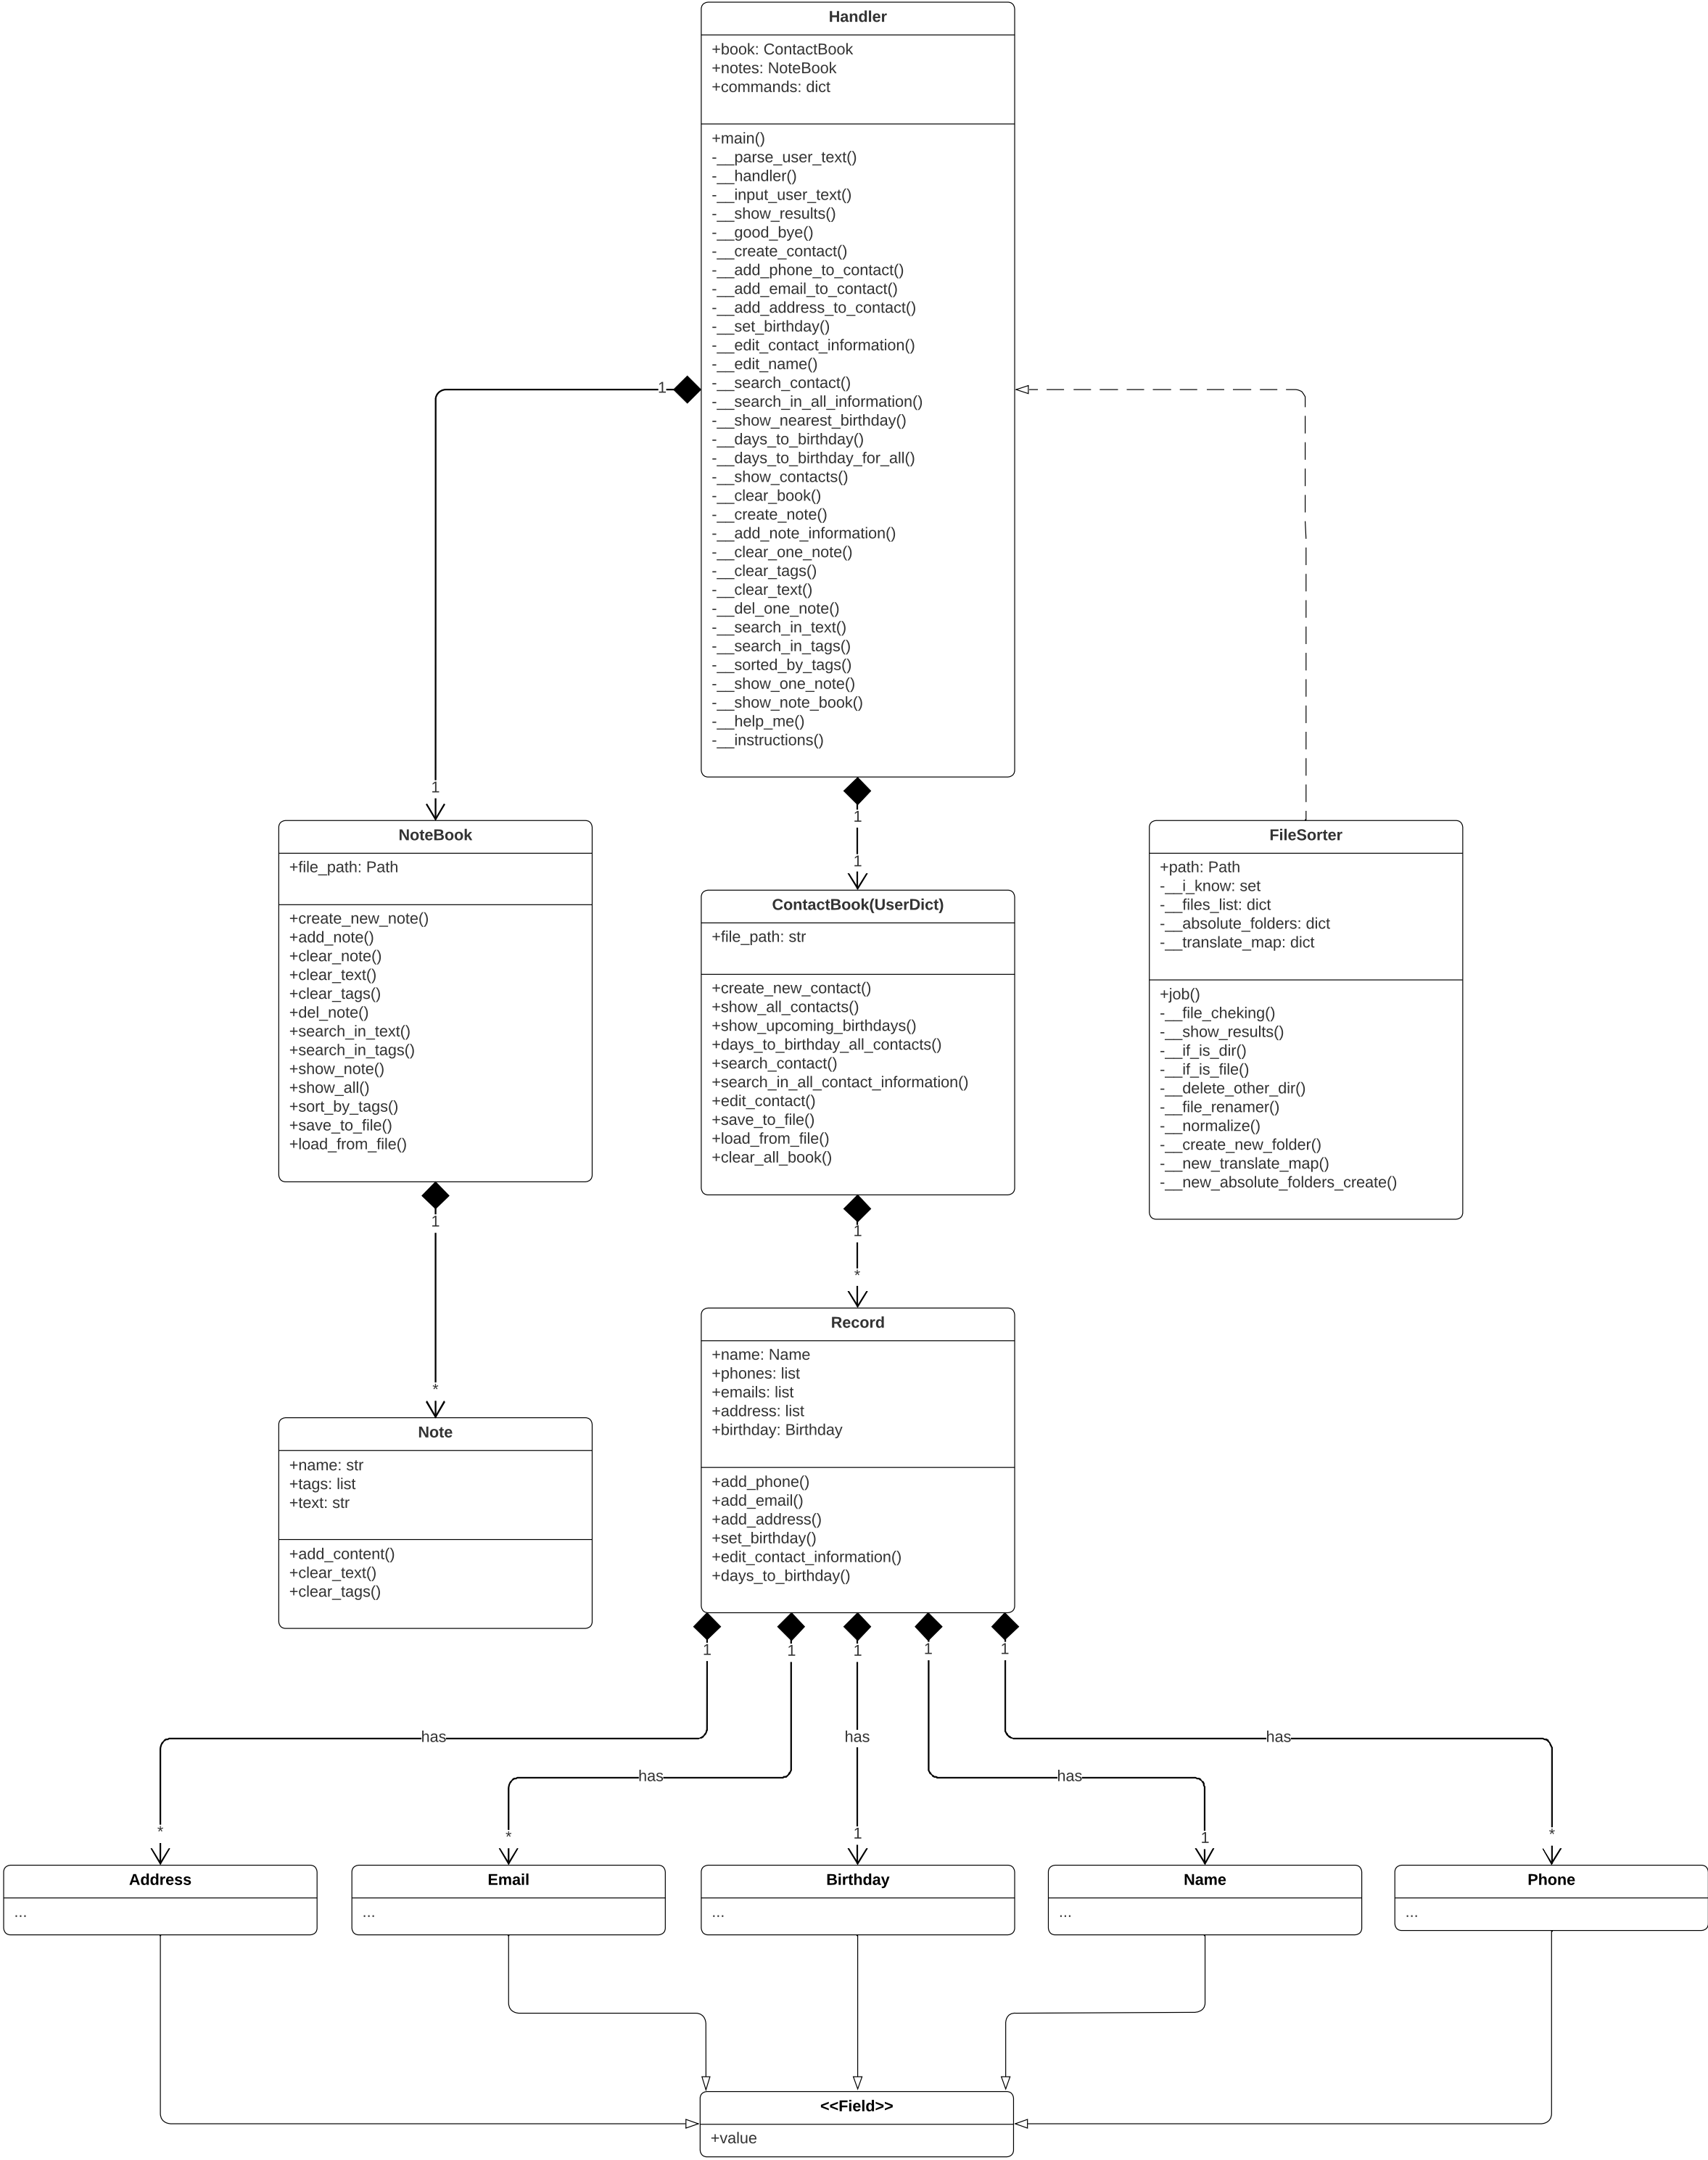 Handler
+book: ContactBook
+notes: NoteBook
+commands: dict
+main()
-__parse_user_text()
-__handler()
-__input_user_text()
-__show_results()
-__good_bye()
-__create_contact()
-__add_phone_to_contact()
-__add_email_to_contact()
-__add_address_to_contact()
-__set_birthday()
-__edit_contact_information()
-__edit_name()
-__search_contact()
-__search_in_all_information()
-__show_nearest_birthday()
-__days_to_birthday()
-__days_to_birthday_for_all()
-__show_contacts()
-__clear_book()
-__create_note()
-__add_note_information()
-__clear_one_note()
-__clear_tags()
-__clear_text()
-__del_one_note()
-__search_in_text()
-__search_in_tags()
-__sorted_by_tags()
-__show_one_note()
-__show_note_book()
-__help_me()
-__instructions()
1
1
1
1
NoteBook
+file_path: Path
+create_new_note()
+add_note()
+clear_note()
+clear_text()
+clear_tags()
+del_note()
+search_in_text()
+search_in_tags()
+show_note()
+show_all()
+sort_by_tags()
+save_to_file()
+load_from_file()
ContactBook(UserDict)
+file_path: str
+create_new_contact()
+show_all_contacts()
+show_upcoming_birthdays()
+days_to_birthday_all_contacts()
+search_contact()
+search_in_all_contact_information()
+edit_contact()
+save_to_file()
+load_from_file()
+clear_all_book()
FileSorter
+path: Path
-__i_know: set
-__files_list: dict
-__absolute_folders: dict
-__translate_map: dict
+job()
-__file_cheking()
-__show_results()
-__if_is_dir()
-__if_is_file()
-__delete_other_dir()
-__file_renamer()
-__normalize()
-__create_new_folder()
-__new_translate_map()
-__new_absolute_folders_create()
1
*
1
*
Note
+name: str
+tags: list
+text: str
+add_content()
+clear_text()
+clear_tags()
Record
+name: Name
+phones: list
+emails: list
+address: list
+birthday: Birthday
+add_phone()
+add_email()
+add_address()
+set_birthday()
+edit_contact_information()
+days_to_birthday()
1
1
1
1
1
has
has
has
has
has
*
*
1
1
*
Address
...
Email
...
Birthday
...
Name
...
Phone
...
<<Field>>
+value